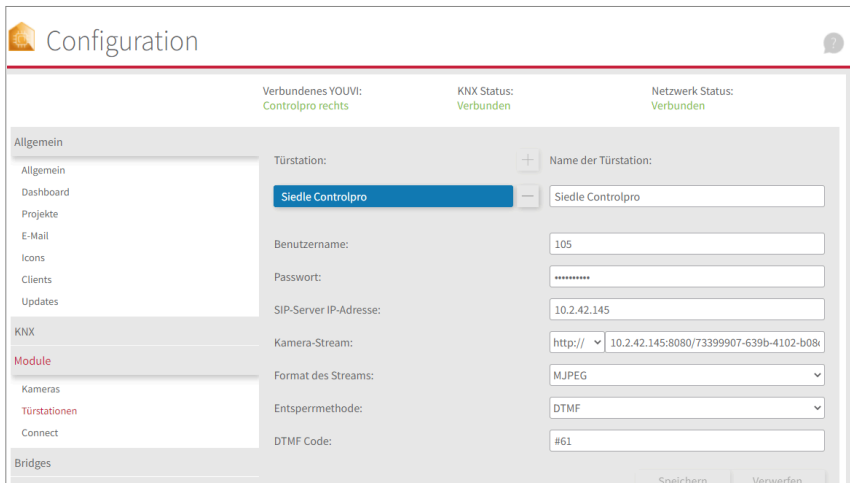 Configuration
?
Verbundenes YOUVI: KNX Status: Netzwerk Status:
Controlpro rechts Verbunden Verbunden
Allgemein
Allgemein
Dashboard
Projekte
E-Mail
Icons
Clients
Updates
KNX
Module
Kameras
Türstationen
Connect
Bridges
Türstation: + Name der Türstation:
Siedle Controlpro – Siedle Controlpro
Benutzername: 105
Passwort: ••••••••••
SIP-Server IP-Adresse: 10.2.42.145
Kamera-Stream: http:// 10.2.42.145:8080/73399907-639b-4102-b08
Format des Streams: MJPEG
Entsperrmethode: DTMF
DTMF Code: #61
Speichern Verwerfen